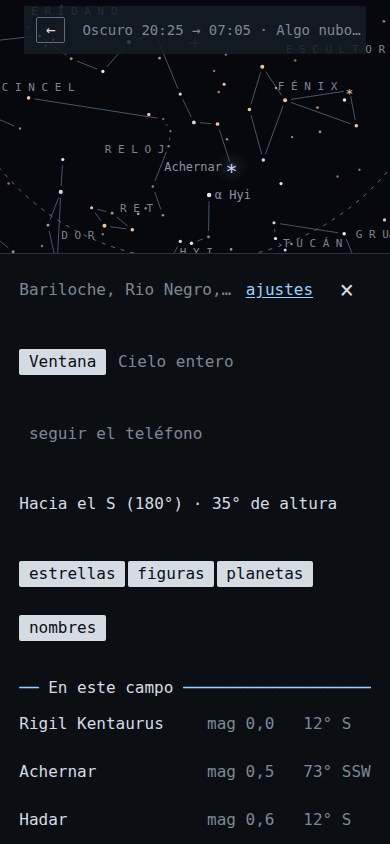 ERÍDANO
← Oscuro 20:25 → 07:05 · Algo nubo…
ESCULTOR
CINCEL
FÉNIX
RELOJ
Achernar
α Hyi
RET
DOR
GRU
TUCÁN
HYI
Bariloche, Rio Negro,… ajustes ×
Ventana Cielo entero
seguir el teléfono
Hacia el S (180°) · 35° de altura
estrellas figuras planetas
nombres
En este campo
Rigil Kentaurus mag 0,0 12° S
Achernar mag 0,5 73° SSW
Hadar mag 0,6 12° S